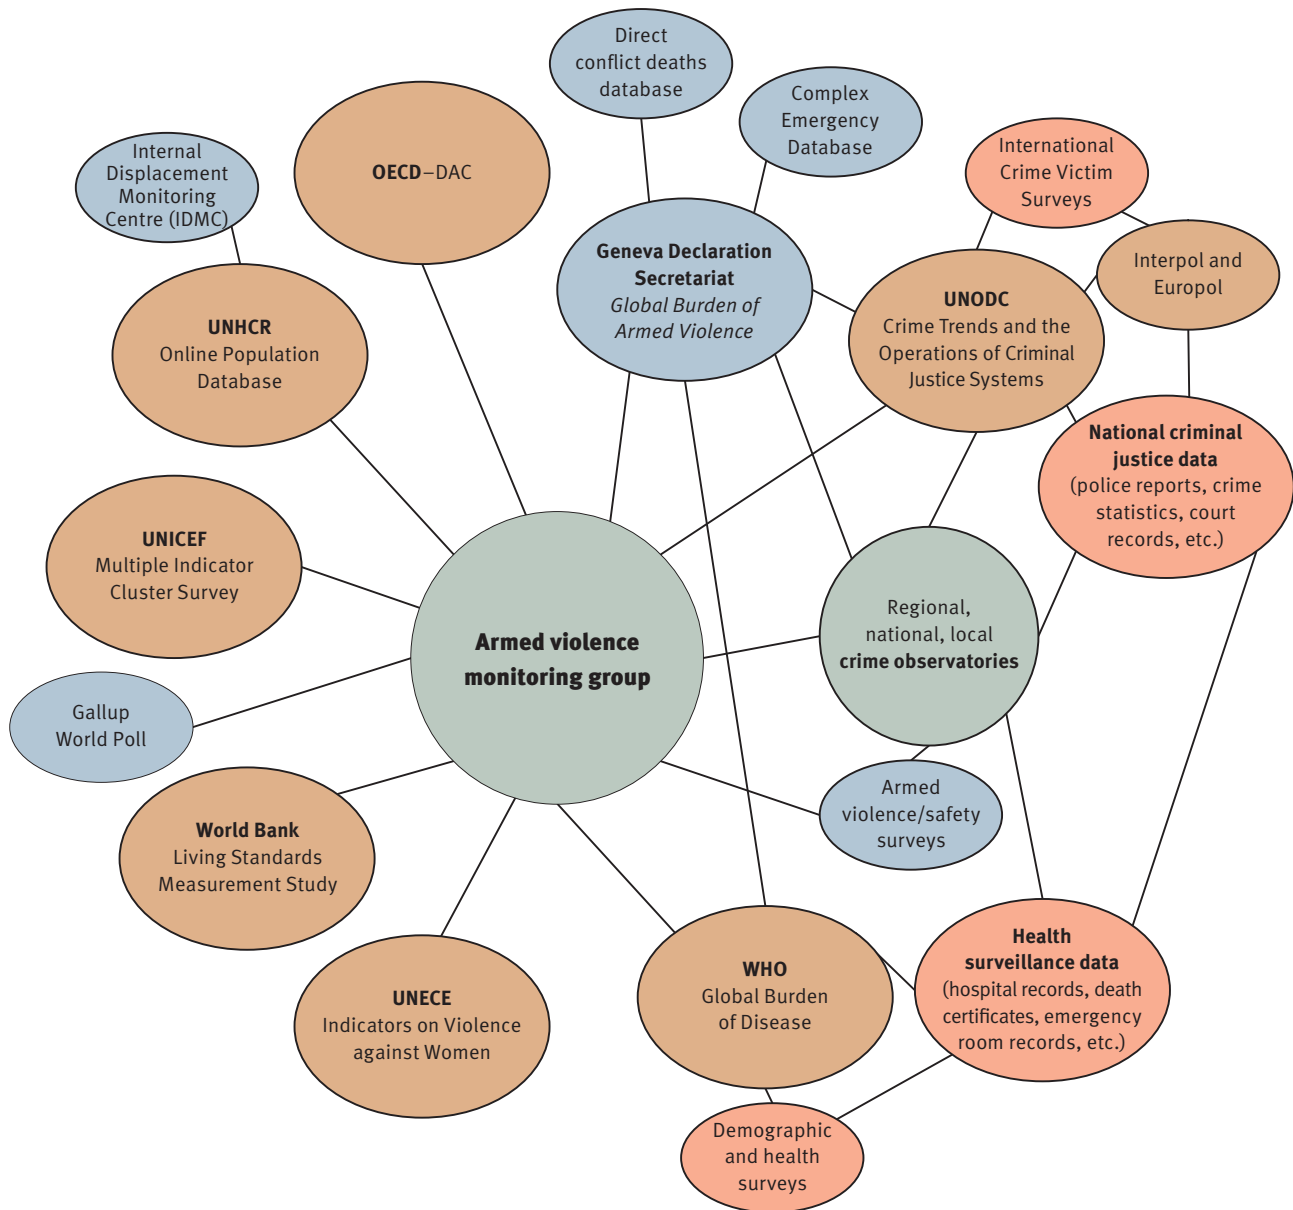 Direct
conflict deaths
database
Complex
Emergency
Database
International
Crime Victim
Surveys
Internal
Displacement
Monitoring
Centre (IDMC)
OECD–DAC
Geneva Declaration
Secretariat
Global Burden of
Armed Violence
Interpol and
Europol
UNHCR
Online Population
Database
UNODC
Crime Trends and the
Operations of Criminal
Justice Systems
National criminal
justice data
(police reports, crime
statistics, court
records, etc.)
UNICEF
Multiple Indicator
Cluster Survey
Armed violence
monitoring group
Regional,
national, local
crime observatories
Gallup
World Poll
Armed
violence/safety
surveys
World Bank
Living Standards
Measurement Study
UNECE
Indicators on Violence
against Women
WHO
Global Burden
of Disease
Health
surveillance data
(hospital records, death
certificates, emergency
room records, etc.)
Demographic
and health
surveys